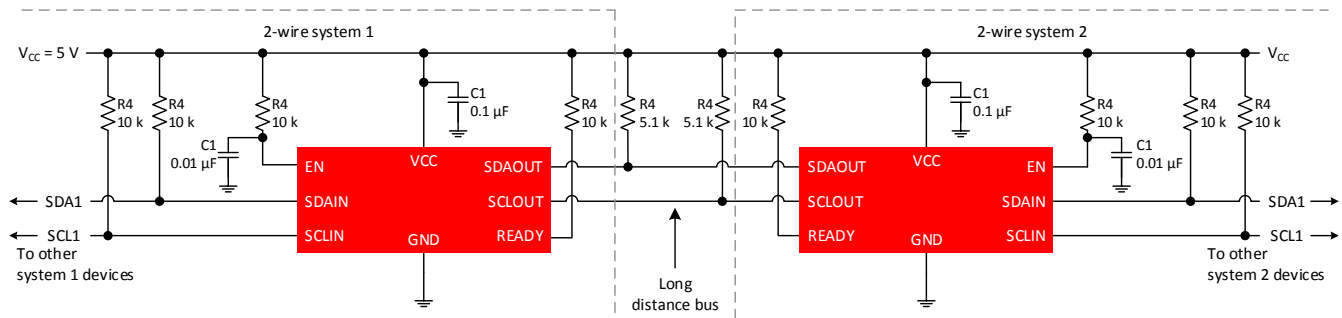 2-wire system 1
2-wire system 2
VCC = 5 V
VCC
R4
10 k
R4
10 k
R4
10 k
C1
0.1 µF
R4
10 k
R4
5.1 k
R4
5.1 k
R4
10 k
C1
0.1 µF
R4
10 k
R4
10 k
R4
10 k
C1
0.01 µF
C1
0.01 µF
EN
VCC
SDAOUT
SDAIN
SCLOUT
SCLIN
GND
READY
SDAOUT
VCC
EN
SCLOUT
SDAIN
READY
GND
SCLIN
SDA1
SCL1
To other
system 1 devices
Long
distance bus
SDA1
SCL1
To other
system 2 devices